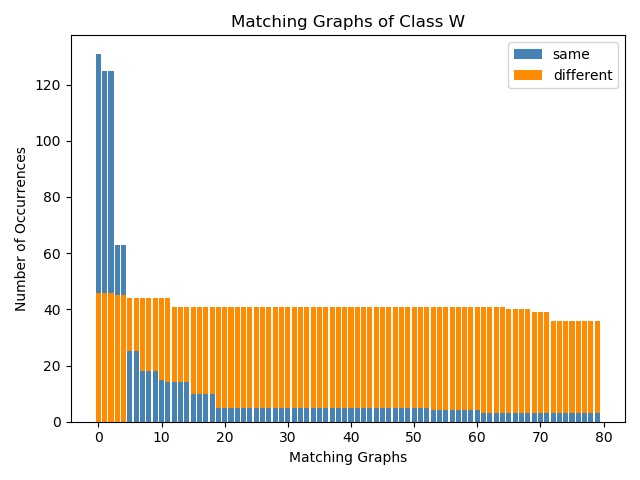 Matching Graphs of Class W
same
different
Number of Occurrences
120
100
80
60
40
20
0
0 10 20 30 40 50 60 70 80
Matching Graphs